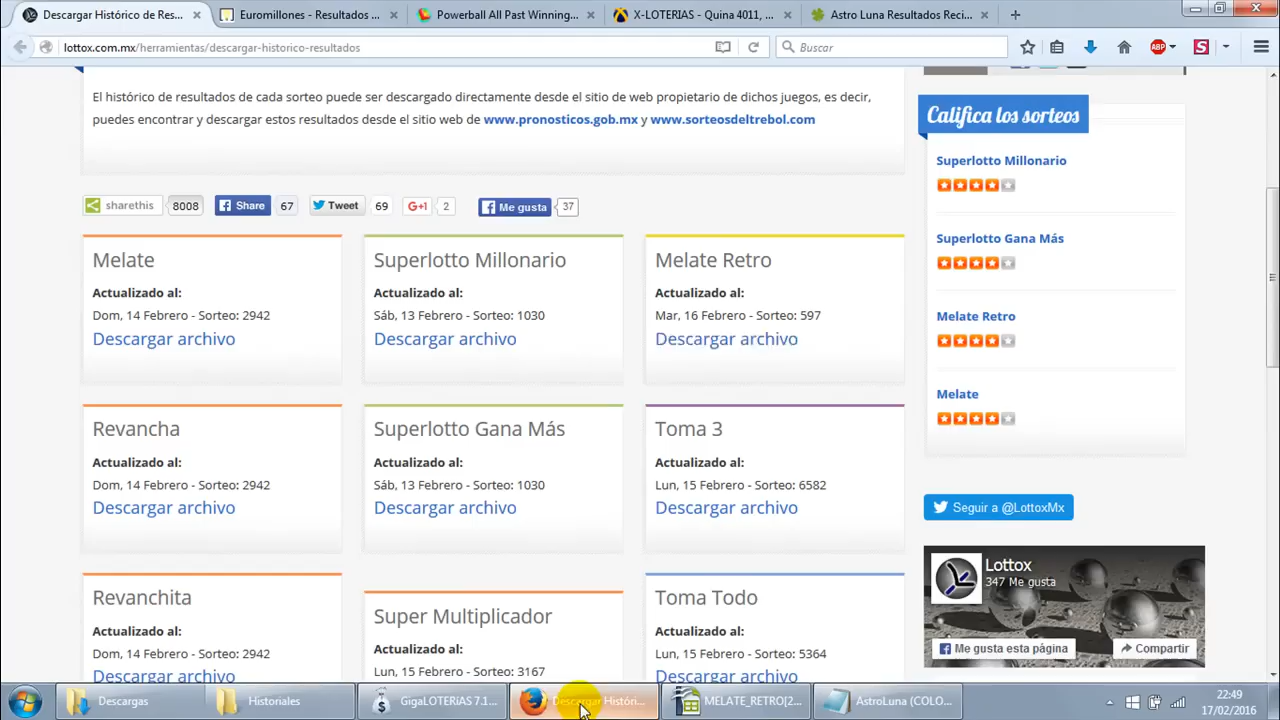 Descargar Histórico de Res...
Euromillones - Resultados ...
Powerball All Past Winning...
X-LOTERIAS - Quina 4011, ...
Astro Luna Resultados Reci...
lottox.com.mx/herramientas/descargar-historico-resultados
Buscar
ABP
S
El histórico de resultados de cada sorteo puede ser descargado directamente desde el sitio de web propietario de dichos juegos, es decir,
puedes encontrar y descargar estos resultados desde el sitio web de www.pronosticos.gob.mx y www.sorteosdeltrebol.com
Califica los sorteos
Superlotto Millonario
Superlotto Gana Más
Melate Retro
Melate
sharethis 8008 Share 67 Tweet 69 G+1 2 Me gusta 37
Melate
Actualizado al:
Dom, 14 Febrero - Sorteo: 2942
Descargar archivo
Superlotto Millonario
Actualizado al:
Sáb, 13 Febrero - Sorteo: 1030
Descargar archivo
Melate Retro
Actualizado al:
Mar, 16 Febrero - Sorteo: 597
Descargar archivo
Revancha
Actualizado al:
Dom, 14 Febrero - Sorteo: 2942
Descargar archivo
Superlotto Gana Más
Actualizado al:
Sáb, 13 Febrero - Sorteo: 1030
Descargar archivo
Toma 3
Actualizado al:
Lun, 15 Febrero - Sorteo: 6582
Descargar archivo
Revanchita
Actualizado al:
Dom, 14 Febrero - Sorteo: 2942
Descargar archivo
Super Multiplicador
Actualizado al:
Lun, 15 Febrero - Sorteo: 3167
Toma Todo
Actualizado al:
Lun, 15 Febrero - Sorteo: 5364
Descargar archivo
Seguir a @LottoxMx
Lottox
347 Me gusta
Me gusta esta página
Compartir
Descargas
Historiales
GigaLOTERIAS 7.1...
Descargar Históri...
MELATE_RETRO[2...
AstroLuna (COLO...
22:49
17/02/2016